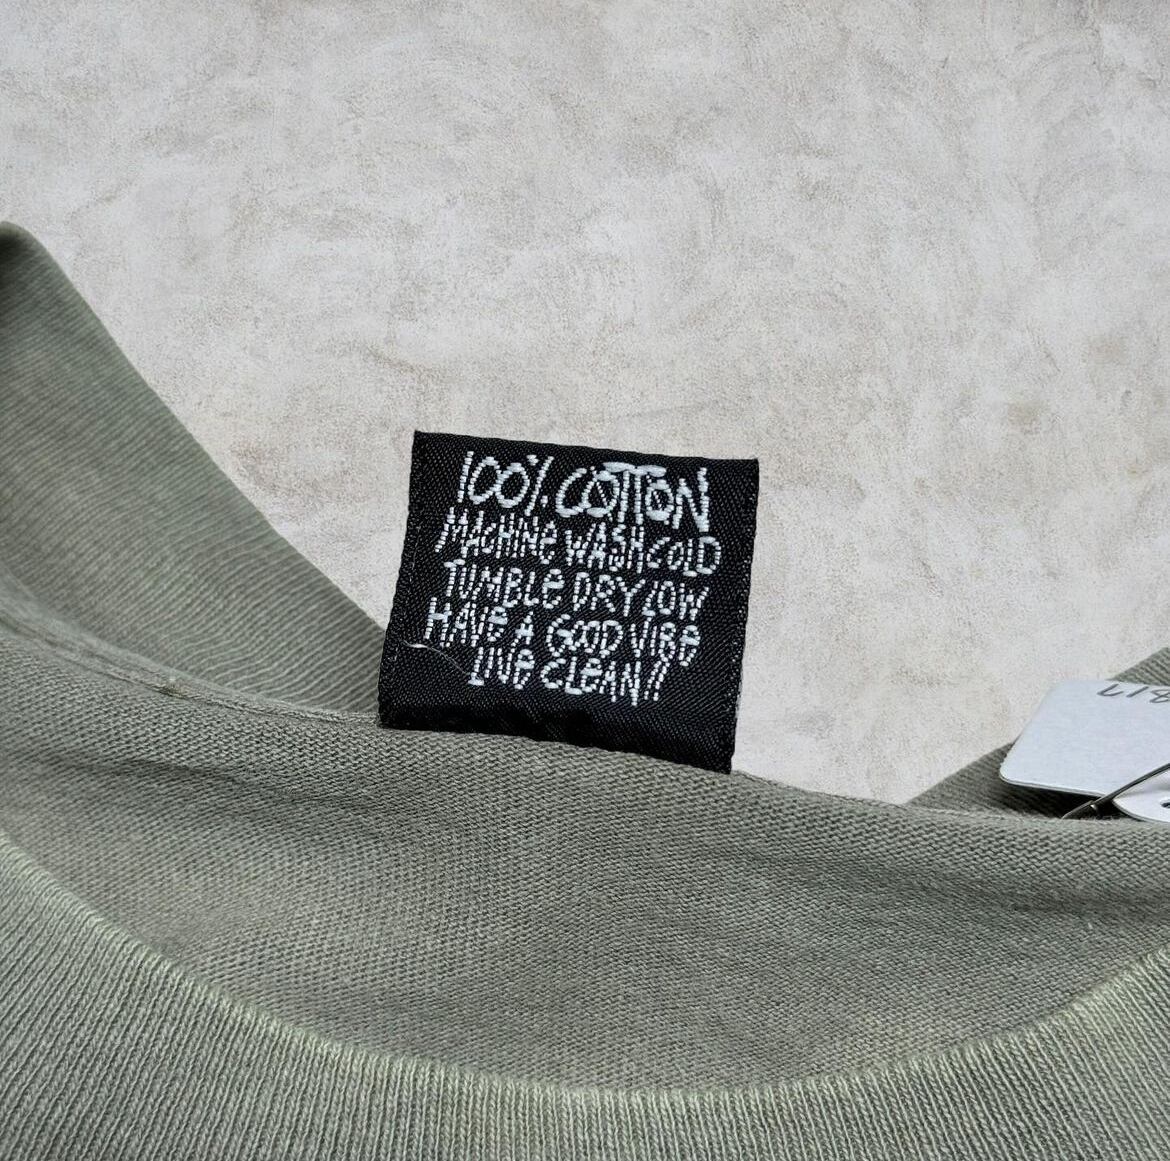 100% COTTON
MACHINe WASH COLD
TUMBLe DRY LOW
HAVe A GOOD VIBe
LIVe CLeAN!!